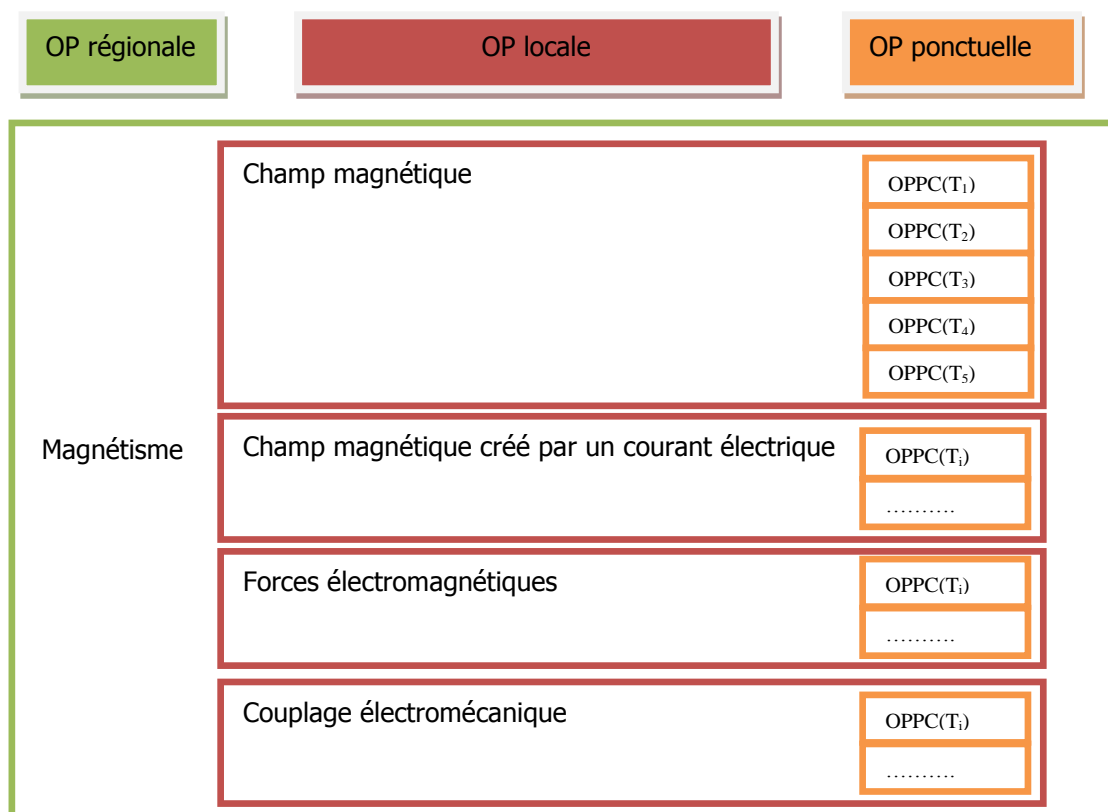 OP régionale
OP locale
OP ponctuelle
Champ magnétique
OPPC(T₁)
OPPC(T₂)
OPPC(T₃)
OPPC(T₄)
OPPC(T₅)
Magnétisme
Champ magnétique créé par un courant électrique
OPPC(Tᵢ)
……….
Forces électromagnétiques
OPPC(Tᵢ)
……….
Couplage électromécanique
OPPC(Tᵢ)
……….